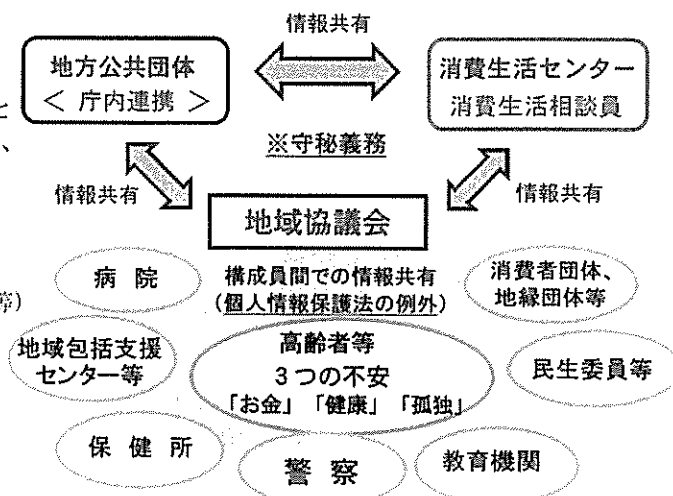 情報共有
地方公共団体
< 庁内連携 >
消費生活センター
消費生活相談員
と
、
※守秘義務
情報共有
情報共有
地域協議会
病 院
構成員間での情報共有
(個人情報保護法の例外)
消費者団体、
地縁団体等
等)
地域包括支援
センター等
高齢者等
3つの不安
「お金」「健康」「孤独」
民生委員等
保 健 所
警 察
教育機関